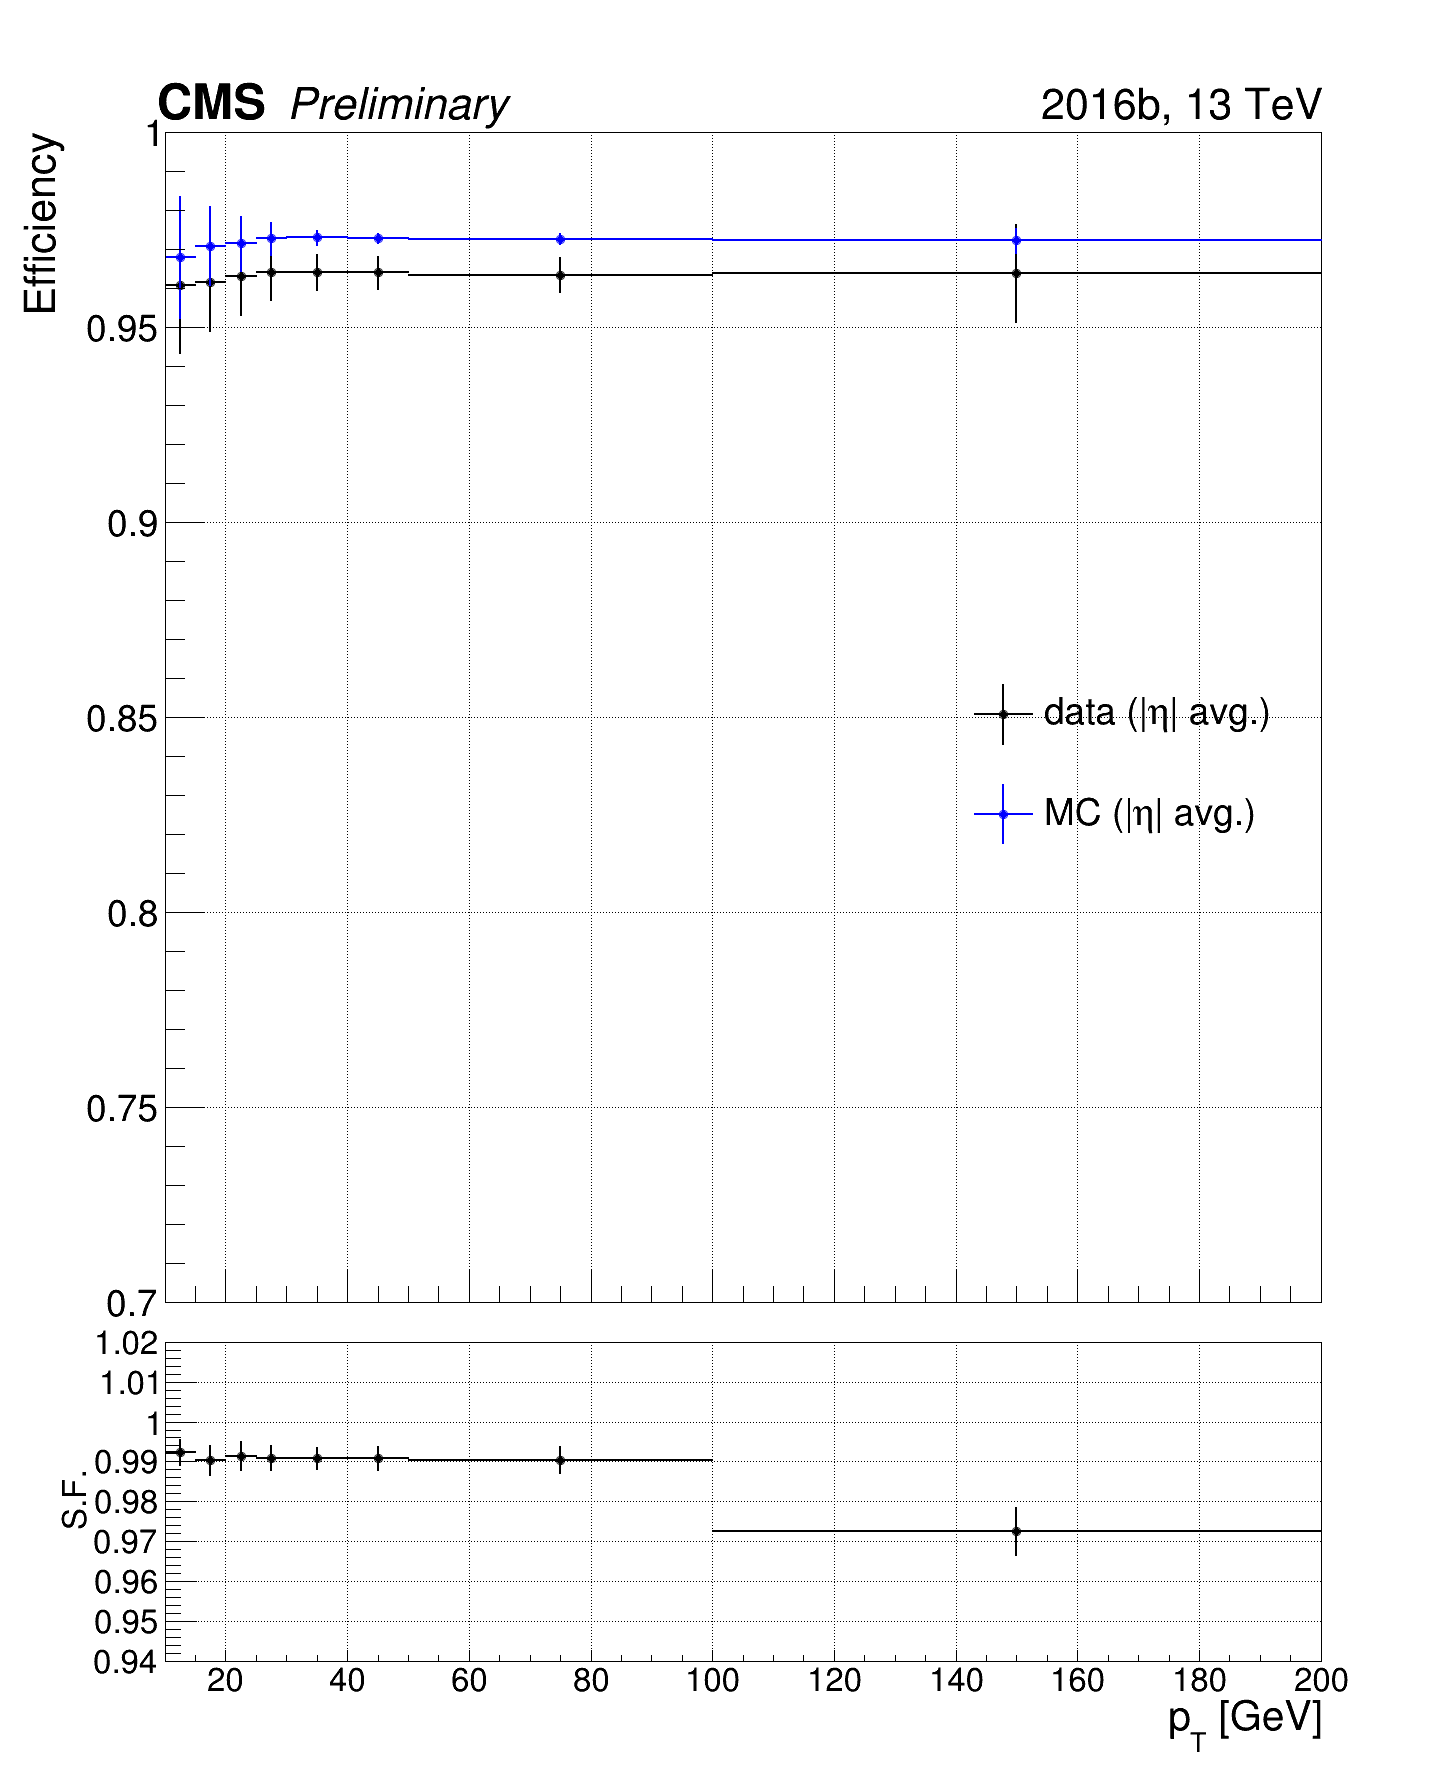 CMS Preliminary 2016b, 13 TeV
Efficiency
1
0.95
0.9
0.85
0.8
0.75
0.7
data (|η| avg.)
MC (|η| avg.)
S.F.
1.02
1.01
1
0.99
0.98
0.97
0.96
0.95
0.94
20 40 60 80 100 120 140 160 180 200
p_T [GeV]